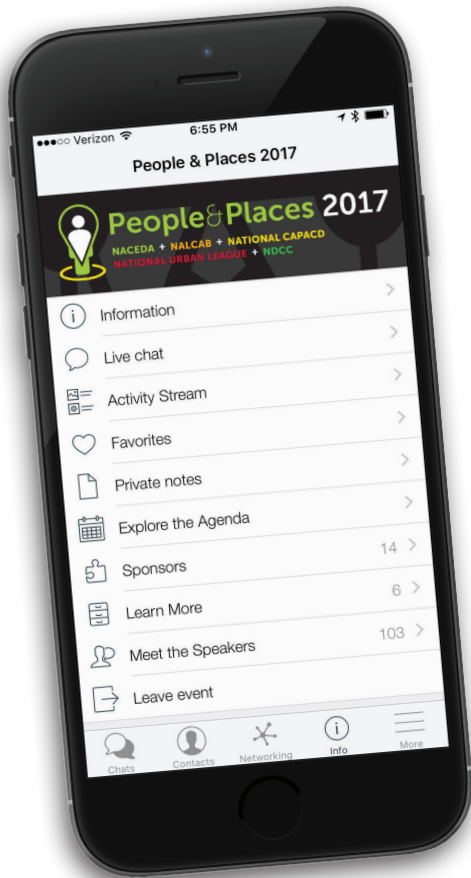 ●●●○○ Verizon 6:55 PM
People & Places 2017
People&Places 2017
NACEDA + NALCAB + NATIONAL CAPACD
NATIONAL URBAN LEAGUE + NDCC
Information
Live chat
Activity Stream
Favorites
Private notes
Explore the Agenda
Sponsors 14
Learn More 6
Meet the Speakers 103
Leave event
Chats Contacts Networking Info More